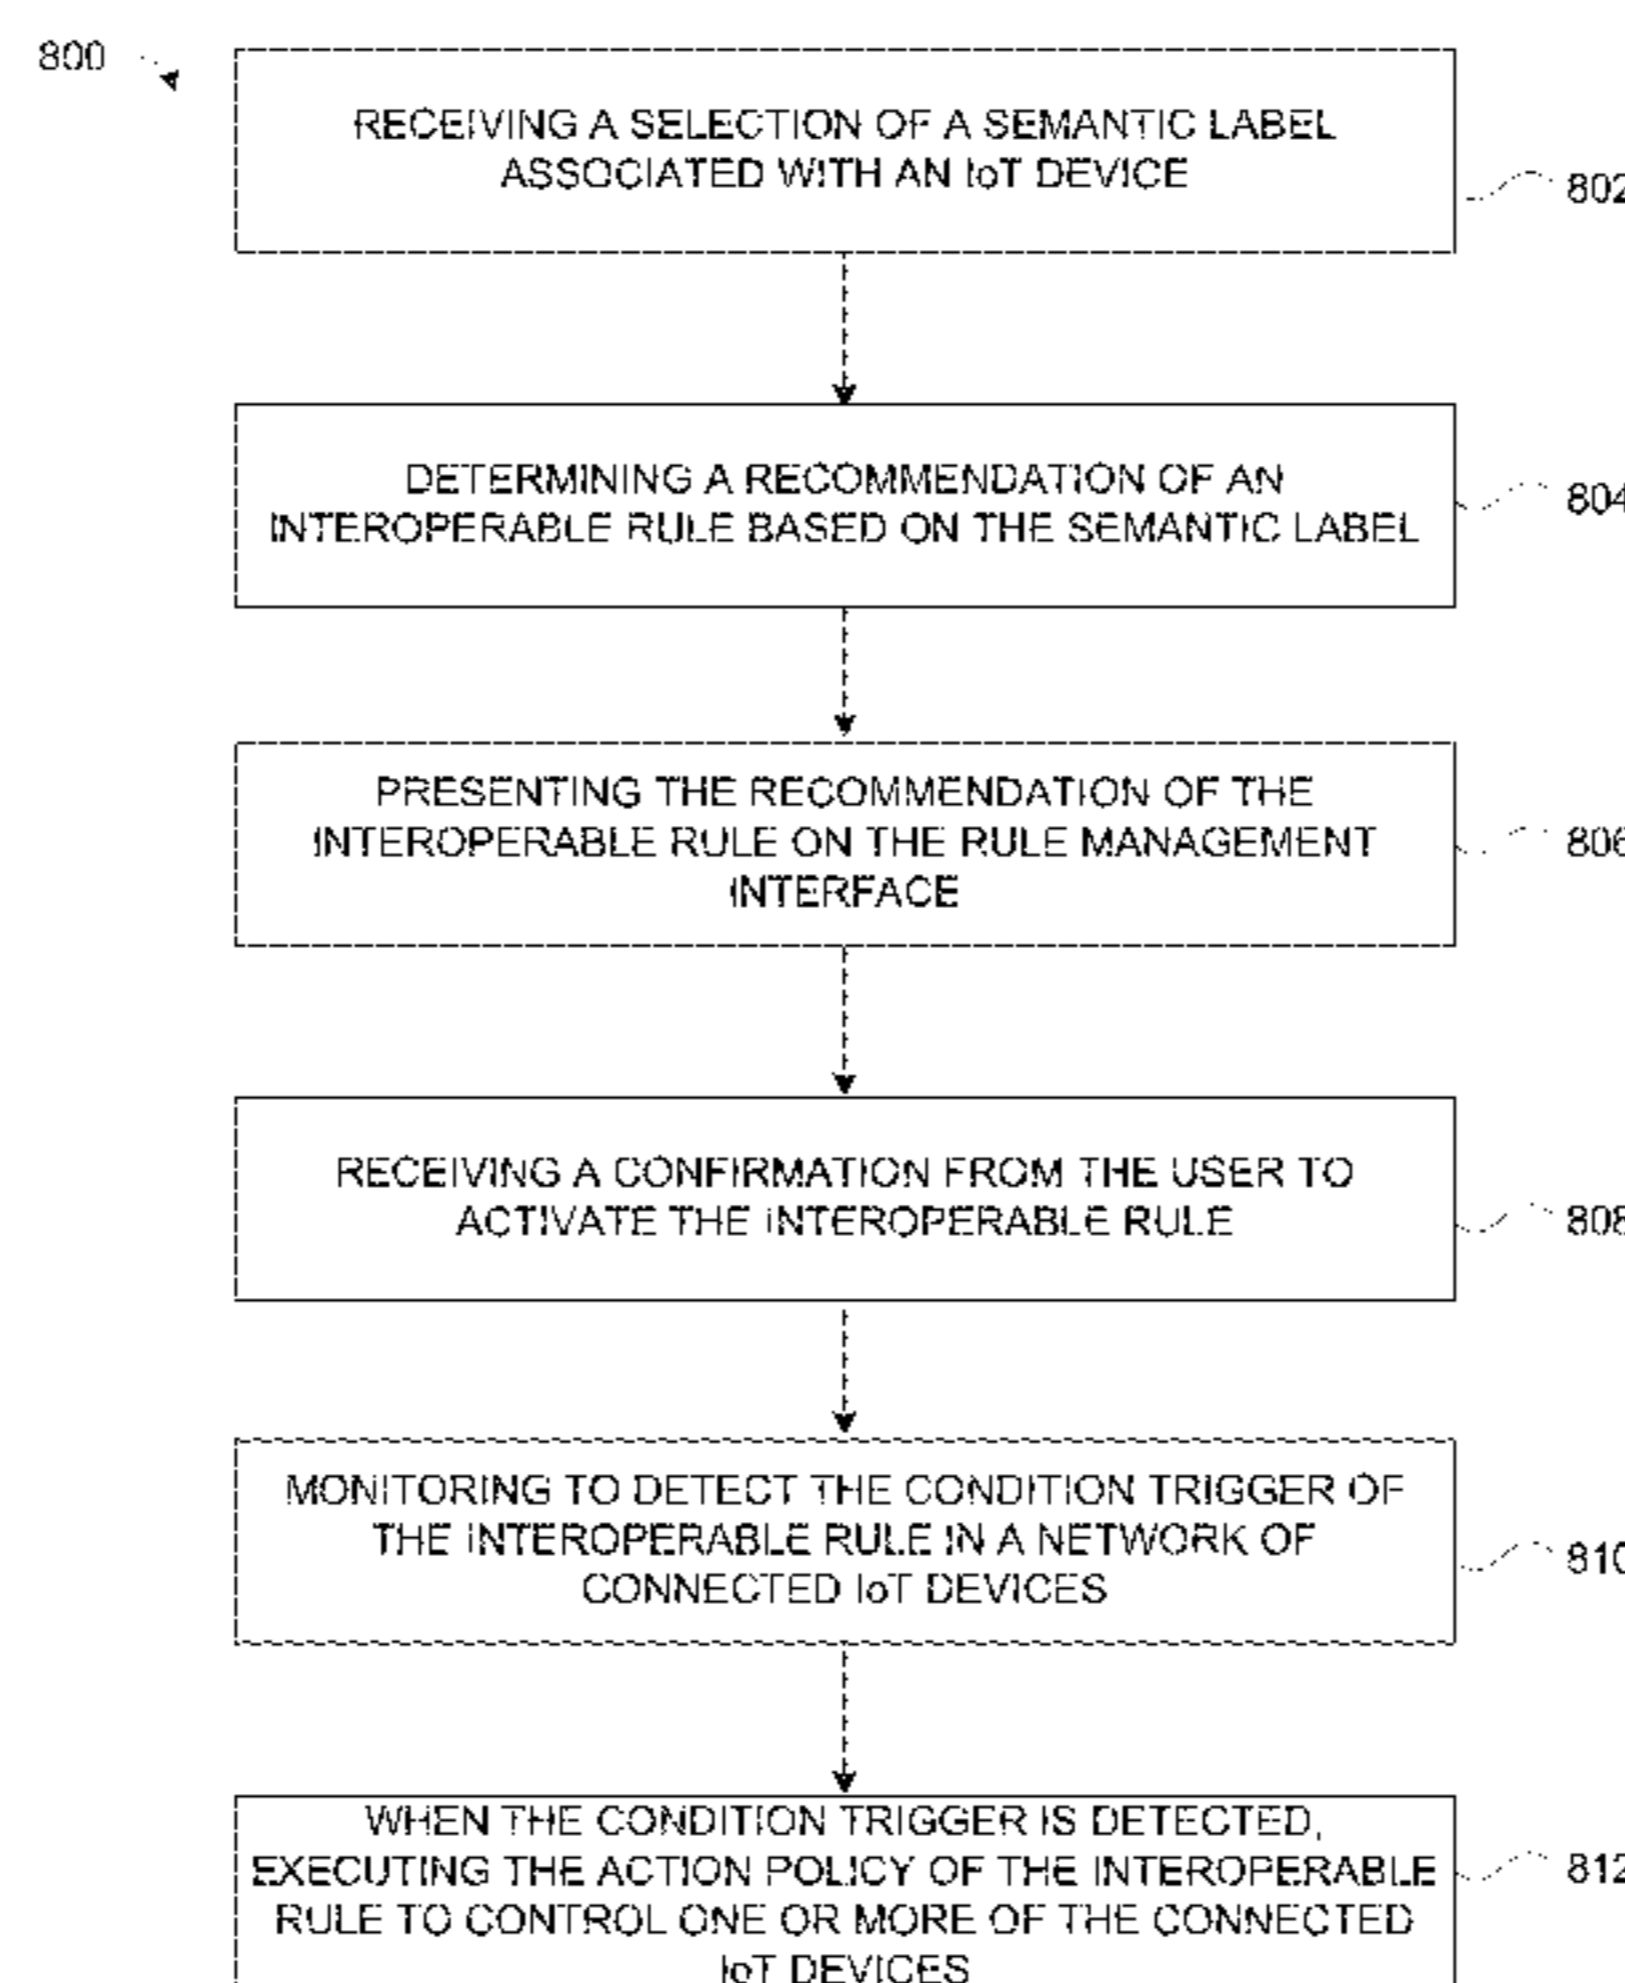 800
RECEIVING A SELECTION OF A SEMANTIC LABEL
ASSOCIATED WITH AN IoT DEVICE
802
DETERMINING A RECOMMENDATION OF AN
INTEROPERABLE RULE BASED ON THE SEMANTIC LABEL
804
PRESENTING THE RECOMMENDATION OF THE
INTEROPERABLE RULE ON THE RULE MANAGEMENT
INTERFACE
806
RECEIVING A CONFIRMATION FROM THE USER TO
ACTIVATE THE INTEROPERABLE RULE
808
MONITORING TO DETECT THE CONDITION TRIGGER OF
THE INTEROPERABLE RULE IN A NETWORK OF
CONNECTED IoT DEVICES
810
WHEN THE CONDITION TRIGGER IS DETECTED,
EXECUTING THE ACTION POLICY OF THE INTEROPERABLE
RULE TO CONTROL ONE OR MORE OF THE CONNECTED
IoT DEVICES
812